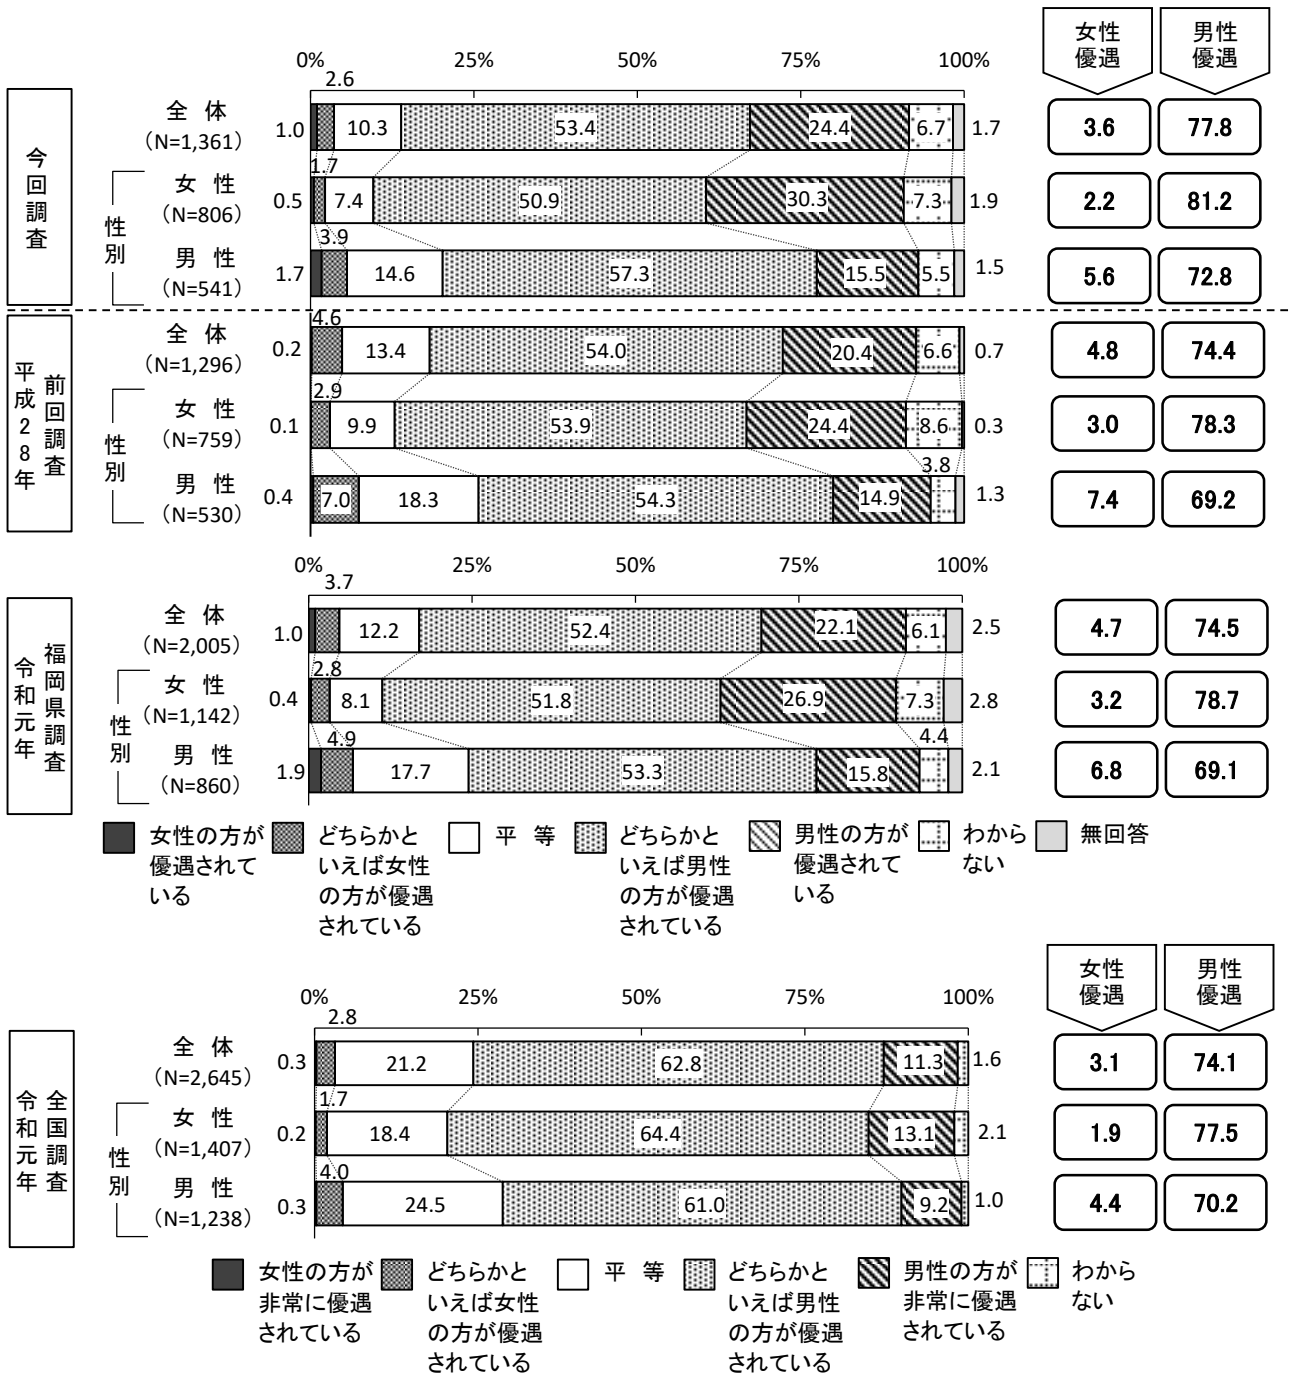 女性
優遇
男性
優遇
0%
25%
50%
75%
100%
今回調査
性別
2.6
全 体
(N=1,361)
1.0
10.3
53.4
24.4
6.7
1.7
3.6
77.8
1.7
女 性
(N=806)
0.5
7.4
50.9
30.3
7.3
1.9
2.2
81.2
3.9
男 性
(N=541)
1.7
14.6
57.3
15.5
5.5
1.5
5.6
72.8
前回調査
平成28年
性別
4.6
全 体
(N=1,296)
0.2
13.4
54.0
20.4
6.6
0.7
4.8
74.4
2.9
女 性
(N=759)
0.1
9.9
53.9
24.4
8.6
0.3
3.0
78.3
3.8
男 性
(N=530)
0.4
7.0
18.3
54.3
14.9
1.3
7.4
69.2
0%
25%
50%
75%
100%
福岡県調査
令和元年
性別
3.7
全 体
(N=2,005)
1.0
12.2
52.4
22.1
6.1
2.5
4.7
74.5
2.8
女 性
(N=1,142)
0.4
8.1
51.8
26.9
7.3
2.8
3.2
78.7
4.9
4.4
男 性
(N=860)
1.9
17.7
53.3
15.8
2.1
6.8
69.1
女性の方が
優遇されて
いる
どちらかと
いえば女性
の方が優遇
されている
平 等
どちらかと
いえば男性
の方が優遇
されている
男性の方が
優遇されて
いる
わから
ない
無回答
女性
優遇
男性
優遇
0%
25%
50%
75%
100%
全国調査
令和元年
性別
2.8
全 体
(N=2,645)
0.3
21.2
62.8
11.3
1.6
3.1
74.1
1.7
女 性
(N=1,407)
0.2
18.4
64.4
13.1
2.1
1.9
77.5
4.0
男 性
(N=1,238)
0.3
24.5
61.0
9.2
1.0
4.4
70.2
女性の方が
非常に優遇
されている
どちらかと
いえば女性
の方が優遇
されている
平 等
どちらかと
いえば男性
の方が優遇
されている
男性の方が
非常に優遇
されている
わから
ない